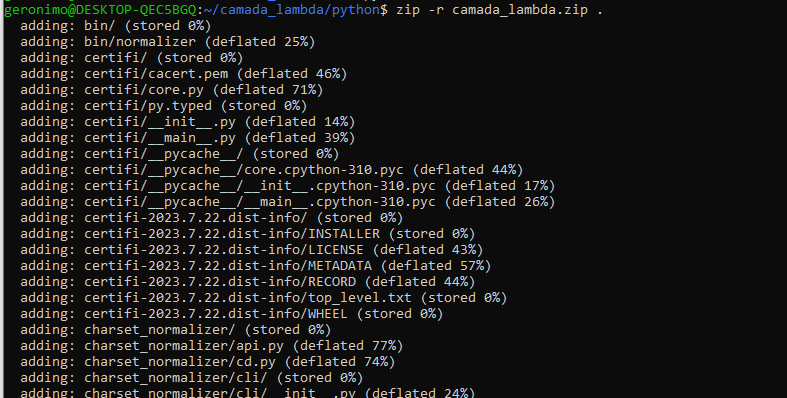 geronimo@DESKTOP-QEC5BGQ:~/camada_lambda/python$ zip -r camada_lambda.zip .
adding: bin/ (stored 0%)
adding: bin/normalizer (deflated 25%)
adding: certifi/ (stored 0%)
adding: certifi/cacert.pem (deflated 46%)
adding: certifi/core.py (deflated 71%)
adding: certifi/py.typed (stored 0%)
adding: certifi/__init__.py (deflated 14%)
adding: certifi/__main__.py (deflated 39%)
adding: certifi/__pycache__/ (stored 0%)
adding: certifi/__pycache__/core.cpython-310.pyc (deflated 44%)
adding: certifi/__pycache__/__init__.cpython-310.pyc (deflated 17%)
adding: certifi/__pycache__/__main__.cpython-310.pyc (deflated 26%)
adding: certifi-2023.7.22.dist-info/ (stored 0%)
adding: certifi-2023.7.22.dist-info/INSTALLER (stored 0%)
adding: certifi-2023.7.22.dist-info/LICENSE (deflated 43%)
adding: certifi-2023.7.22.dist-info/METADATA (deflated 57%)
adding: certifi-2023.7.22.dist-info/RECORD (deflated 44%)
adding: certifi-2023.7.22.dist-info/top_level.txt (stored 0%)
adding: certifi-2023.7.22.dist-info/WHEEL (stored 0%)
adding: charset_normalizer/ (stored 0%)
adding: charset_normalizer/api.py (deflated 77%)
adding: charset_normalizer/cd.py (deflated 74%)
adding: charset_normalizer/cli/ (stored 0%)
adding: charset_normalizer/cli/__init__.py (deflated 24%)